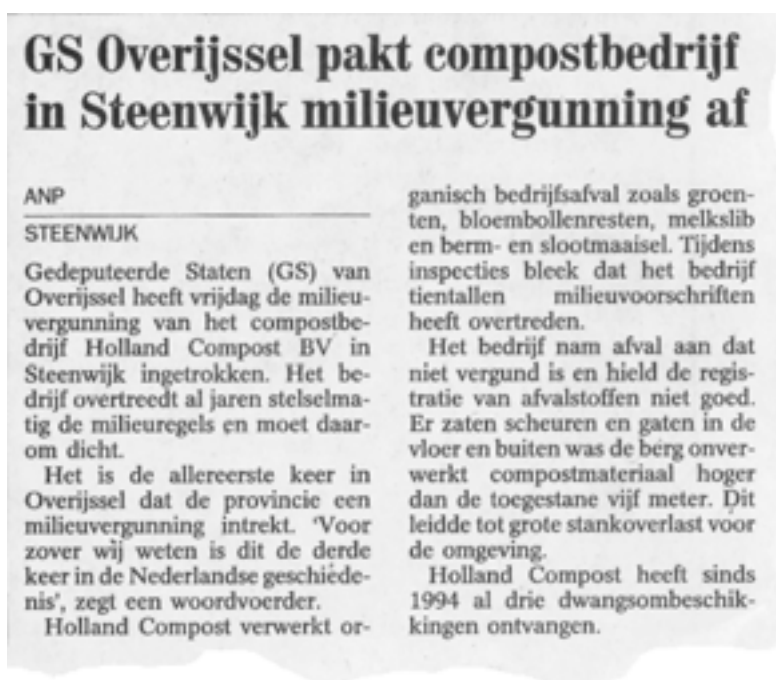 GS Overijssel pakt compostbedrijf
in Steenwijk milieuvergunning af
ANP
STEENWIJK
Gedeputeerde Staten (GS) van
Overijssel heeft vrijdag de milieu-
vergunning van het compostbe-
drijf Holland Compost BV in
Steenwijk ingetrokken. Het be-
drijf overtreedt al jaren stelselma-
tig de milieuregels en moet daar-
om dicht.
Het is de allereerste keer in
Overijssel dat de provincie een
milieuvergunning intrekt. 'Voor
zover wij weten is dit de derde
keer in de Nederlandse geschiede-
nis', zegt een woordvoerder.
Holland Compost verwerkt or-
ganisch bedrijfsafval zoals groen-
ten, bloembollenresten, melkslib
en berm- en slootmaaisel. Tijdens
inspecties bleek dat het bedrijf
tientallen milieuvoorschriften
heeft overtreden.
Het bedrijf nam afval aan dat
niet vergund is en hield de regis-
tratie van afvalstoffen niet goed.
Er zaten scheuren en gaten in de
vloer en buiten was de berg onver-
werkt compostmateriaal hoger
dan de toegestane vijf meter. Dit
leidde tot grote stankoverlast voor
de omgeving.
Holland Compost heeft sinds
1994 al drie dwangsombeschik-
kingen ontvangen.